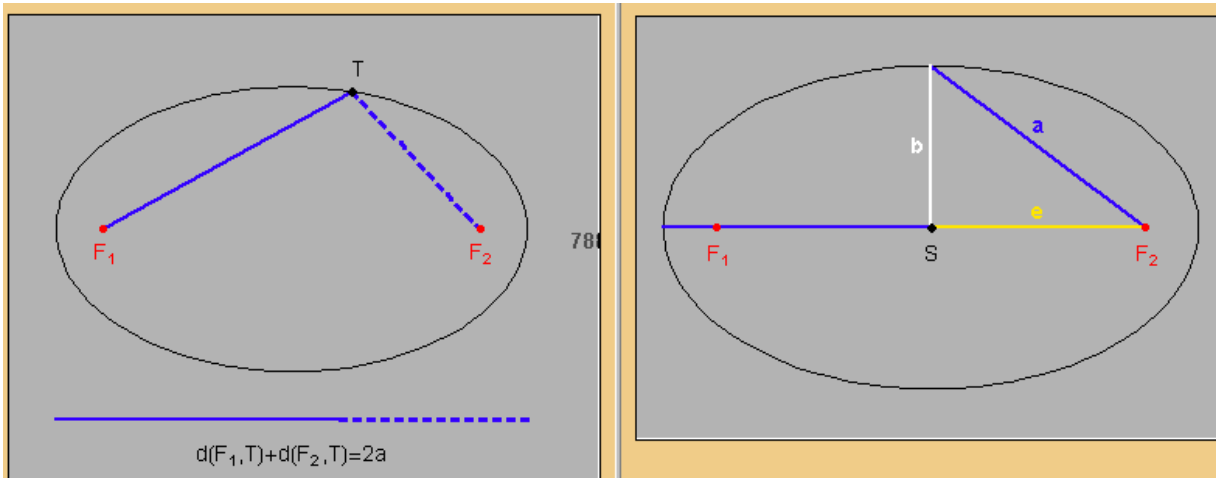 T
F₁
F₂
d(F₁,T)+d(F₂,T)=2a
b
a
e
F₁
S
F₂